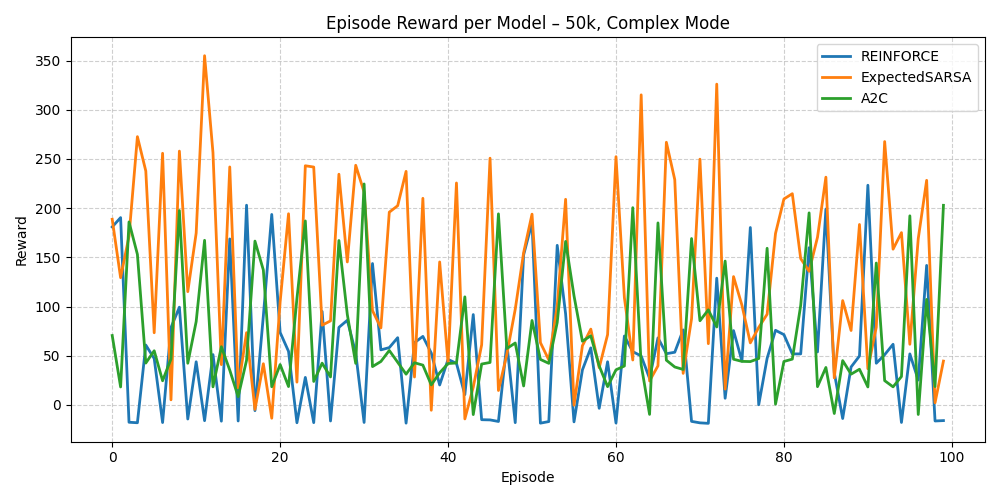 Episode Reward per Model – 50k, Complex Mode
REINFORCE
ExpectedSARSA
A2C
Reward
350
300
250
200
150
100
50
0
0
20
40
60
80
100
Episode